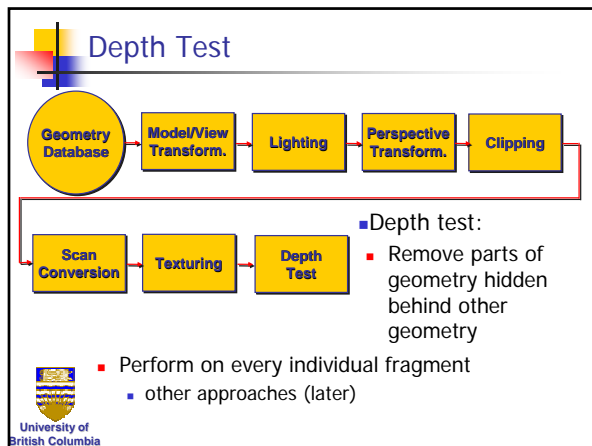 Depth Test
Geometry
Database
Model/View
Transform.
Lighting
Perspective
Transform.
Clipping
Scan
Conversion
Texturing
Depth
Test
Depth test:
Remove parts of
geometry hidden
behind other
geometry
Perform on every individual fragment
other approaches (later)
University of
British Columbia